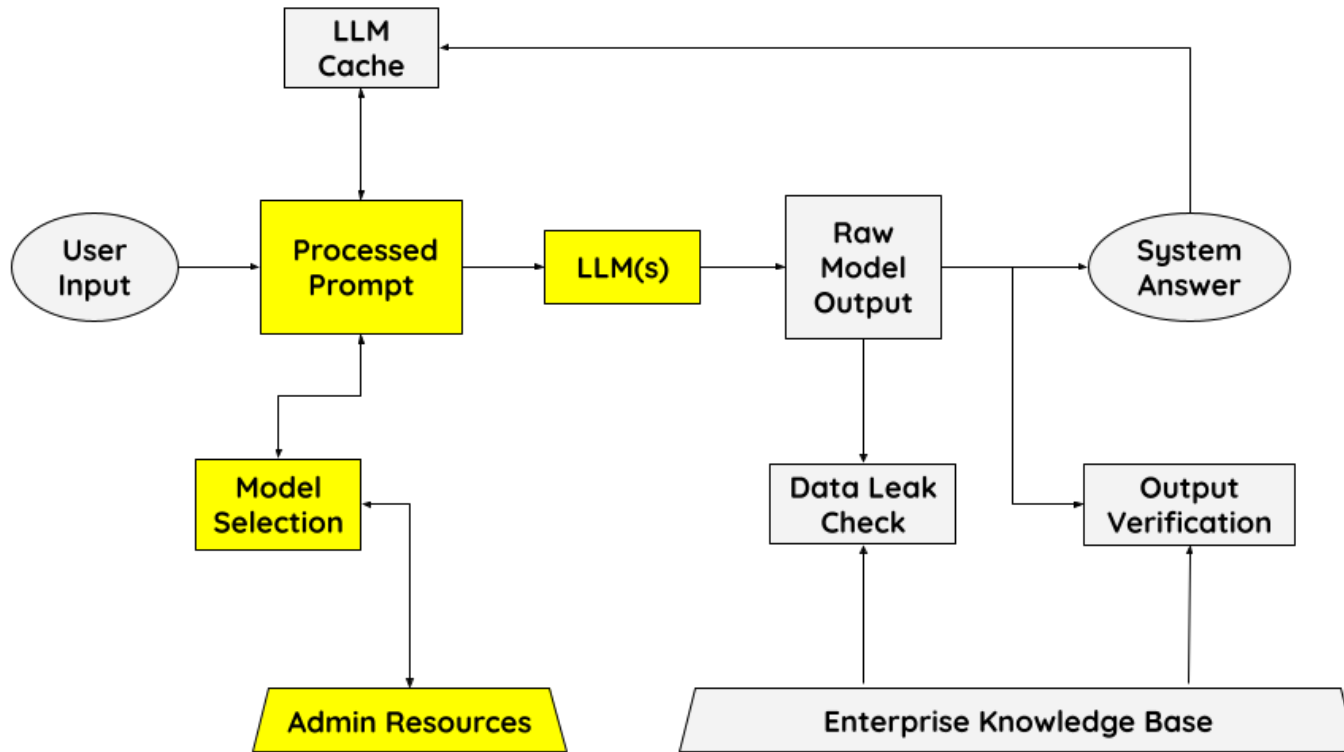 LLM
Cache
User
Input
Processed
Prompt
LLM(s)
Raw
Model
Output
System
Answer
Model
Selection
Data Leak
Check
Output
Verification
Admin Resources
Enterprise Knowledge Base